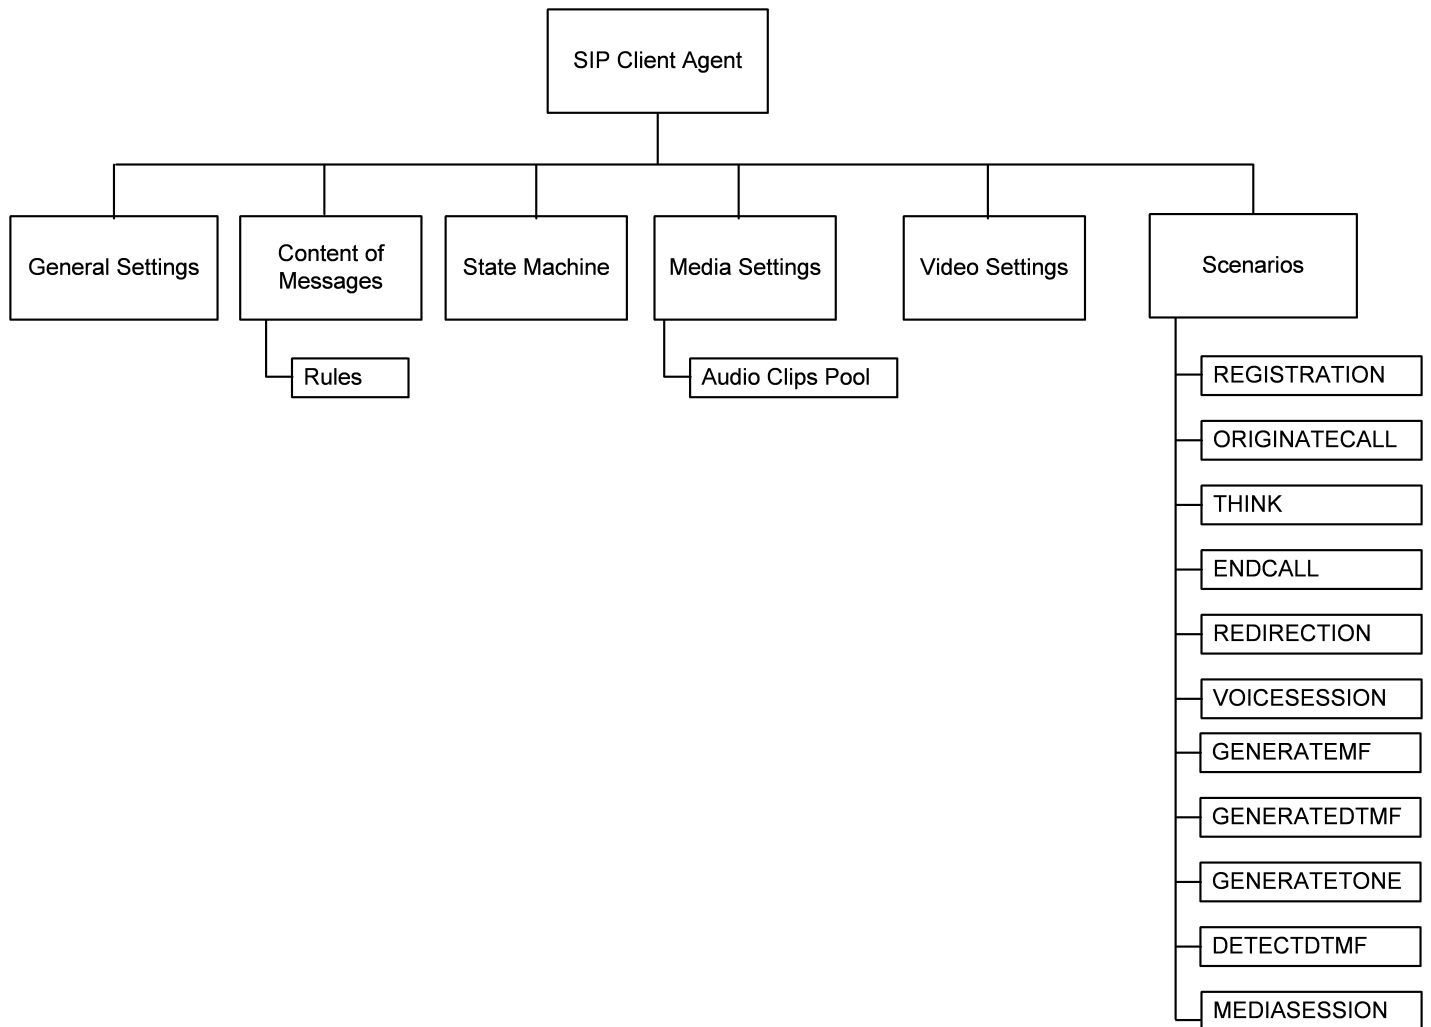 SIP Client Agent
General Settings
Content of
Messages
State Machine
Media Settings
Video Settings
Scenarios
Rules
Audio Clips Pool
REGISTRATION
ORIGINATECALL
THINK
ENDCALL
REDIRECTION
VOICESESSION
GENERATEMF
GENERATEDTMF
GENERATETONE
DETECTDTMF
MEDIASESSION